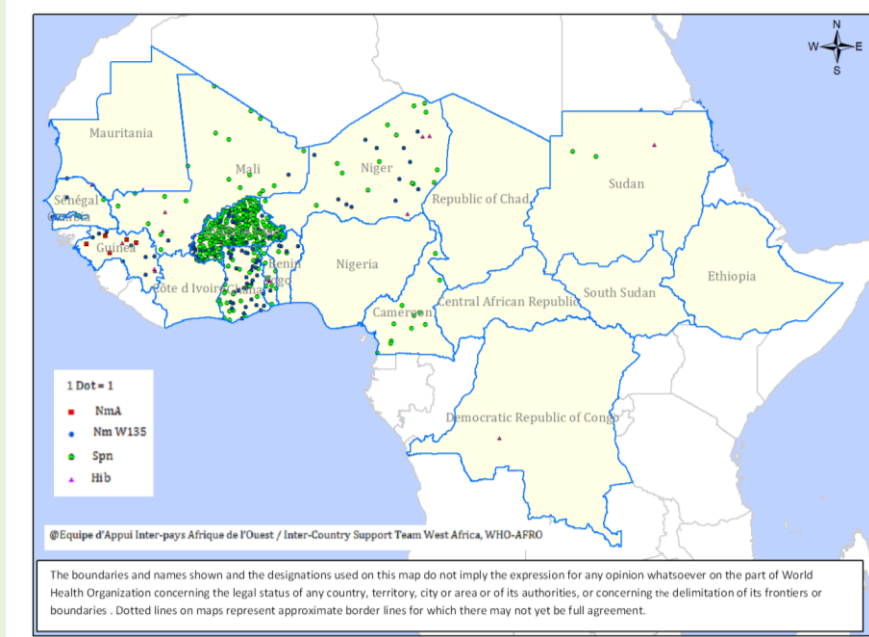 N
W E
S
Mauritania
Mali
Niger
Sudan
Sénégal
Republic of Chad
Guinea
Benin
Nigeria
Ethiopia
Côte d Ivoire
Central African Republic
South Sudan
Cameroon
1 Dot = 1
NmA
Nm W135
Spn
Hib
Democratic Republic of Congo
@Equipe d'Appui Inter-pays Afrique de l'Ouest / Inter-Country Support Team West Africa, WHO-AFRO
The boundaries and names shown and the designations used on this map do not imply the expression for any opinion whatsoever on the part of World
Health Organization concerning the legal status of any country, territory, city or area or of its authorities, or concerning the delimitation of its frontiers or
boundaries . Dotted lines on maps represent approximate border lines for which there may not yet be full agreement.